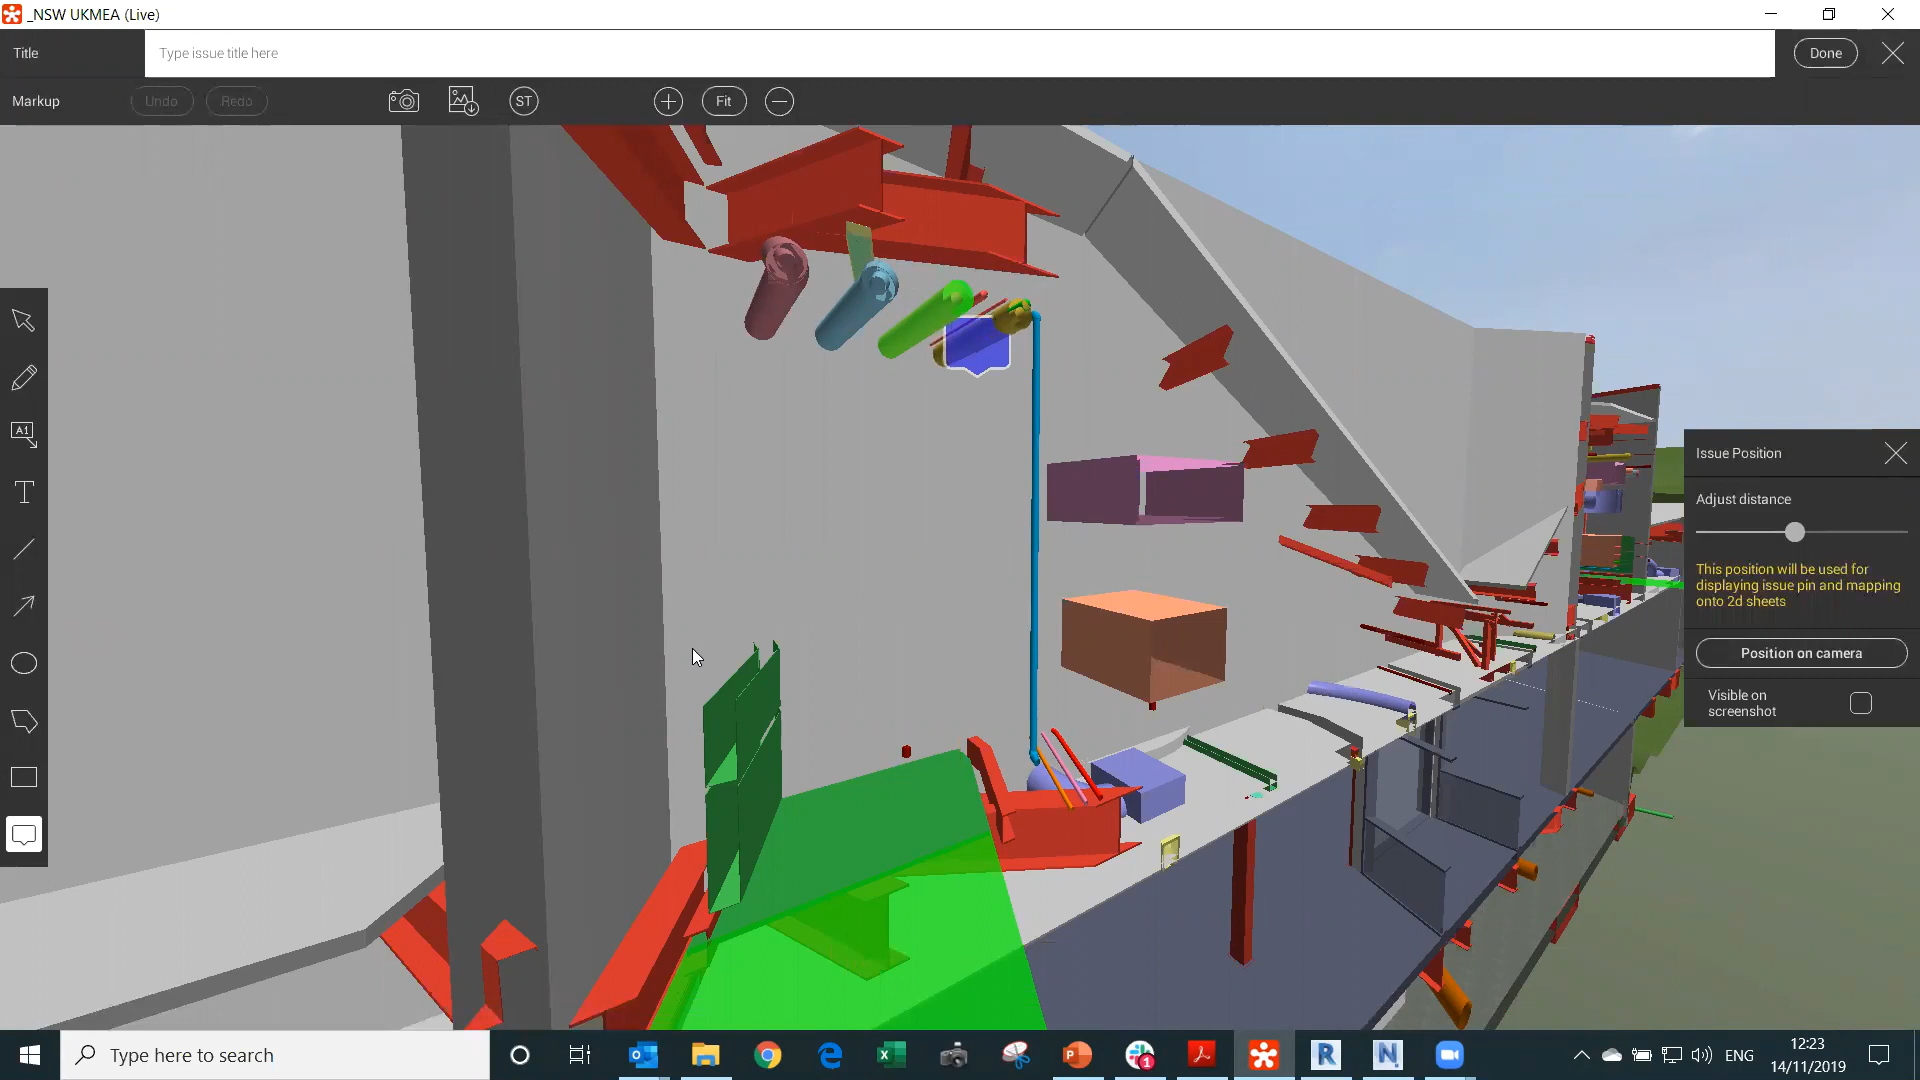 _NSW UKMEA (Live)
Title
Type issue title here
Done
Markup
Undo
Redo
ST
Fit
A1
T
Issue Position
Adjust distance
This position will be used for
displaying issue pin and mapping
onto 2d sheets
Position on camera
Visible on
screenshot
Type here to search
1
ENG
12:23
14/11/2019